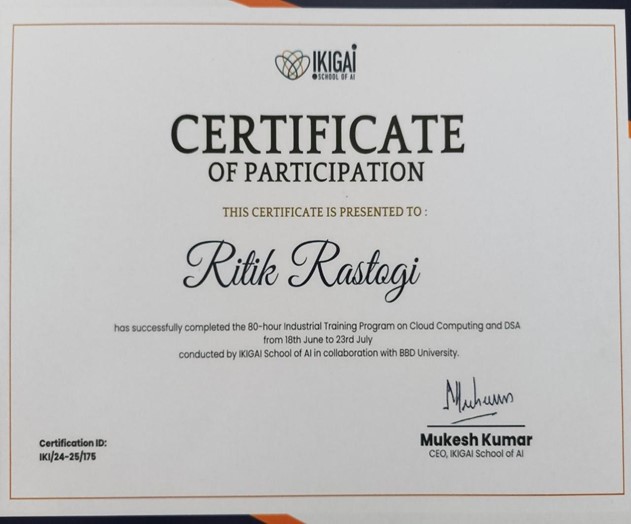 IKIGAI
SCHOOL OF AI
CERTIFICATE
OF PARTICIPATION
THIS CERTIFICATE IS PRESENTED TO :
Ritik Rastogi
has successfully completed the 80-hour Industrial Training Program on Cloud Computing and DSA
from 18th June to 23rd July
conducted by IKIGAI School of AI in collaboration with BBD University.
Mukesh Kumar
CEO, IKIGAI School of AI
Certification ID:
IKI/24-25/175